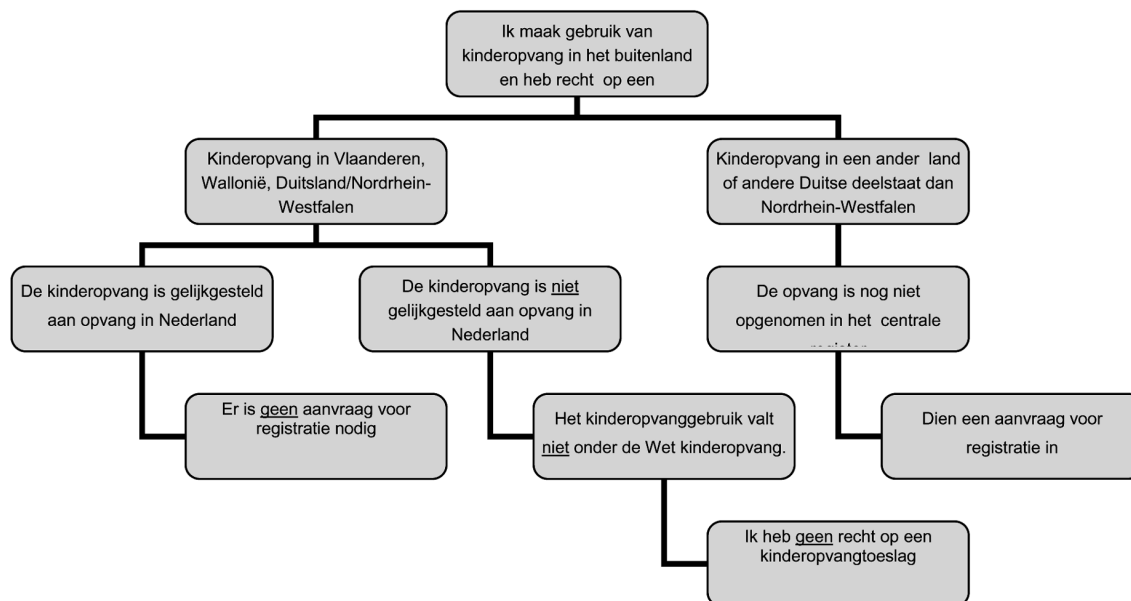 Ik maak gebruik van
kinderopvang in het buitenland
en heb recht op een
Kinderopvang in Vlaanderen,
Wallonië, Duitsland/Nordrhein-
Westfalen
Kinderopvang in een ander land
of andere Duitse deelstaat dan
Nordrhein-Westfalen
De kinderopvang is gelijkgesteld
aan opvang in Nederland
De kinderopvang is niet
gelijkgesteld aan opvang in
Nederland
De opvang is nog niet
opgenomen in het centrale
Er is geen aanvraag voor
registratie nodig
Het kinderopvanggebruik valt
niet onder de Wet kinderopvang.
Dien een aanvraag voor
registratie in
Ik heb geen recht op een
kinderopvangtoeslag